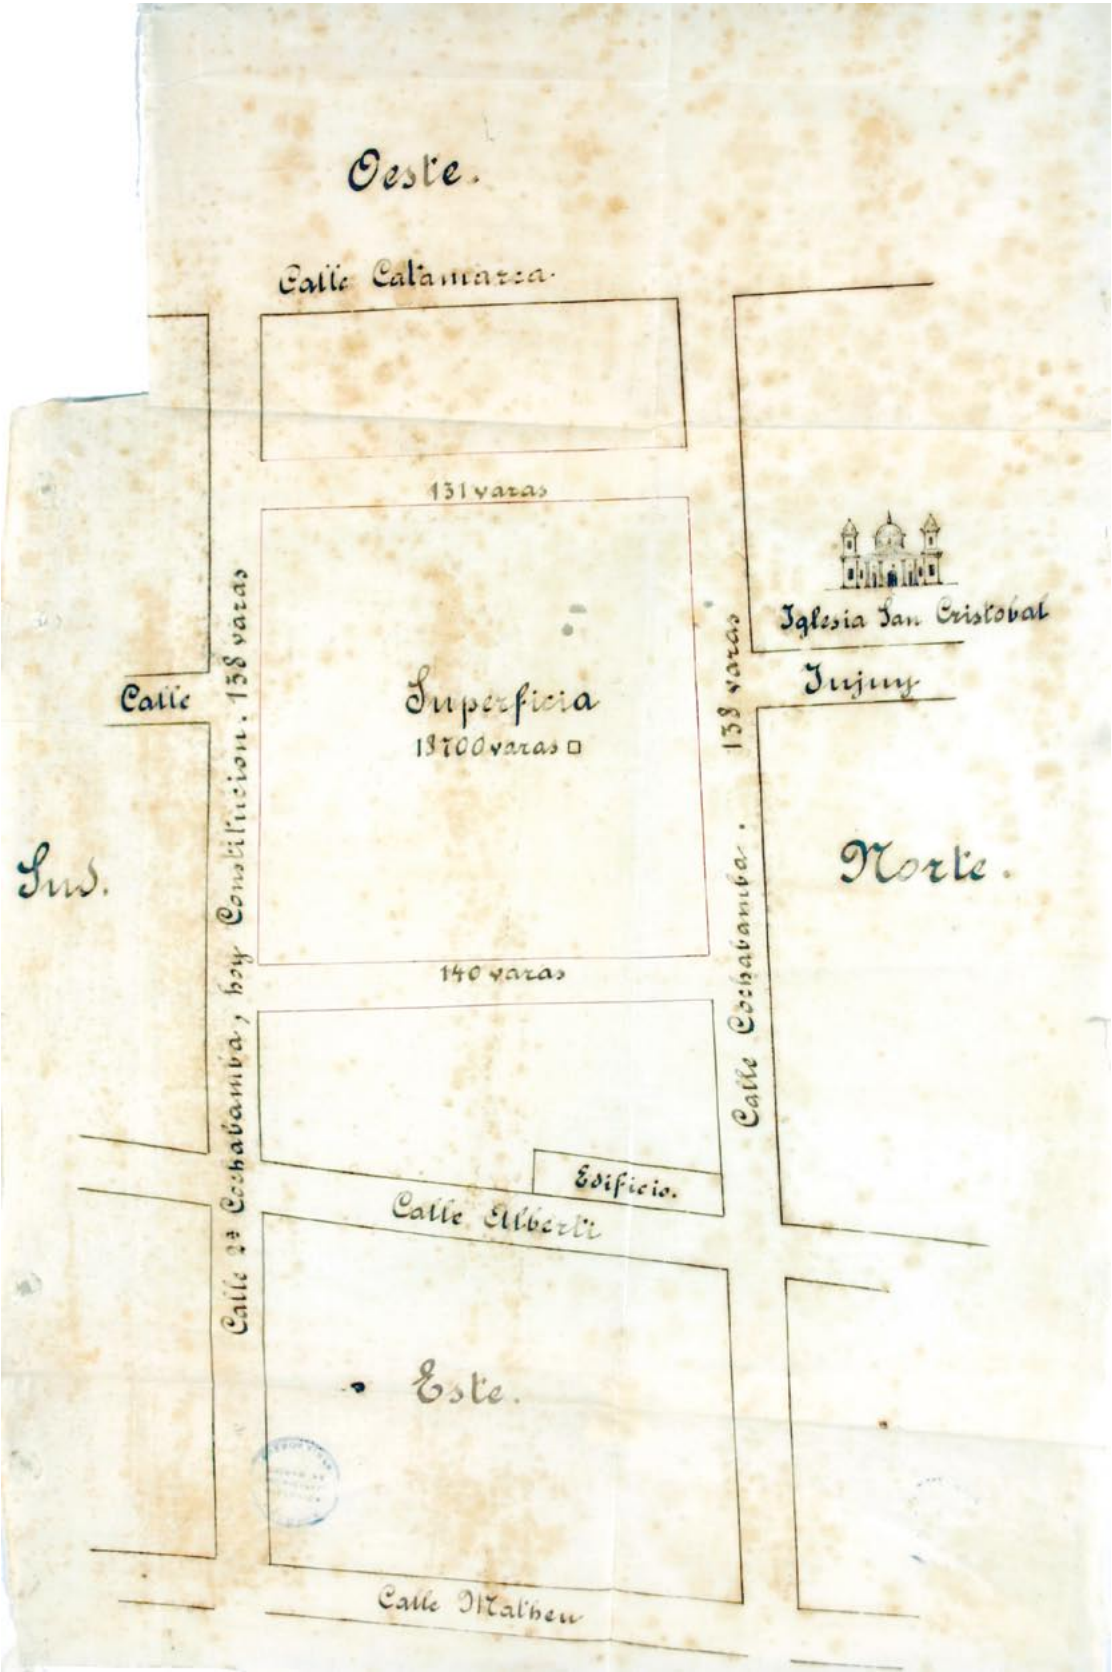 Oeste.
Calle Catamarca.
131 varas
Iglesia San Cristobal
Calle
Jujuy
Superficia
18700 varas □
Sud.
Norte.
Calle 2ª Cochabamba, hoy Constitucion. 138 varas
Calle Cochabamba. 138 varas
140 varas
Edificio.
Calle Alberti
Este.
Calle Matheu